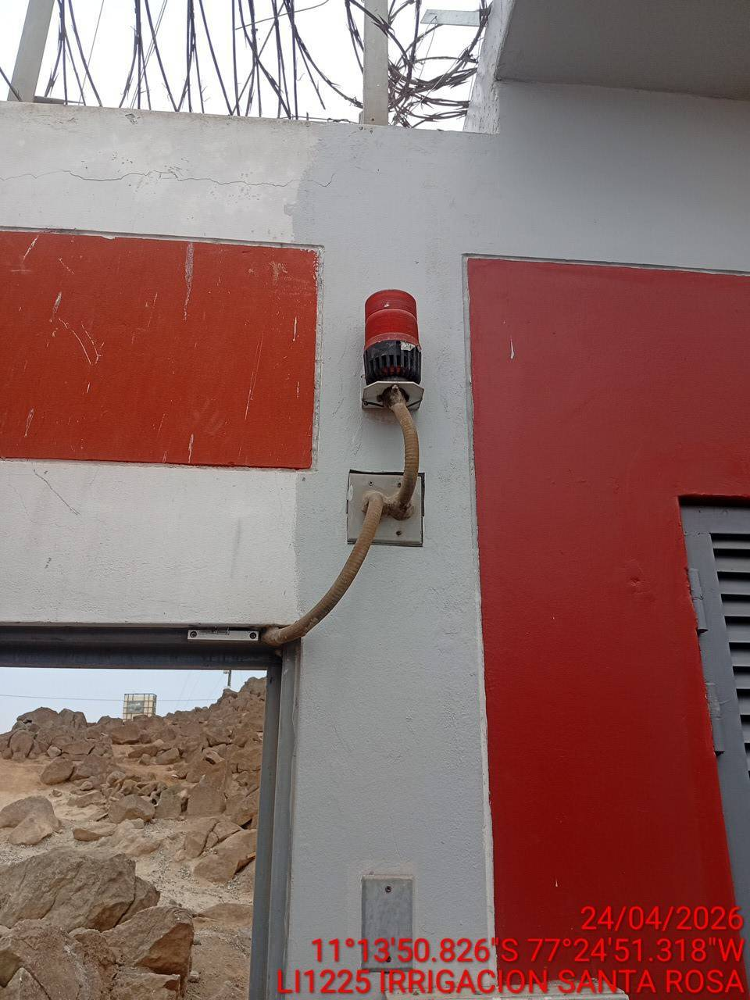 24/04/2026
11°13'50.826"S 77°24'51.318"W
LI1225 IRRIGACION SANTA ROSA